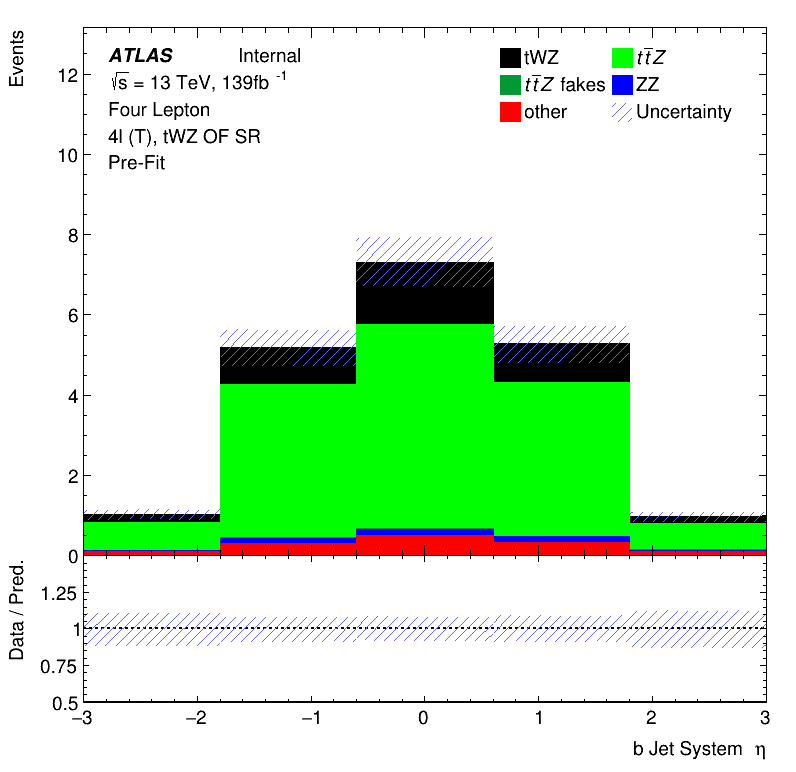 Events
ATLAS Internal
√s = 13 TeV, 139fb -1
Four Lepton
4l (T), tWZ OF SR
Pre-Fit
tWZ
tt̄Z
tt̄Z fakes
ZZ
other
Uncertainty
12
10
8
6
4
2
0
Data / Pred.
1.25
1
0.75
0.5
−3 −2 −1 0 1 2 3
b Jet System η